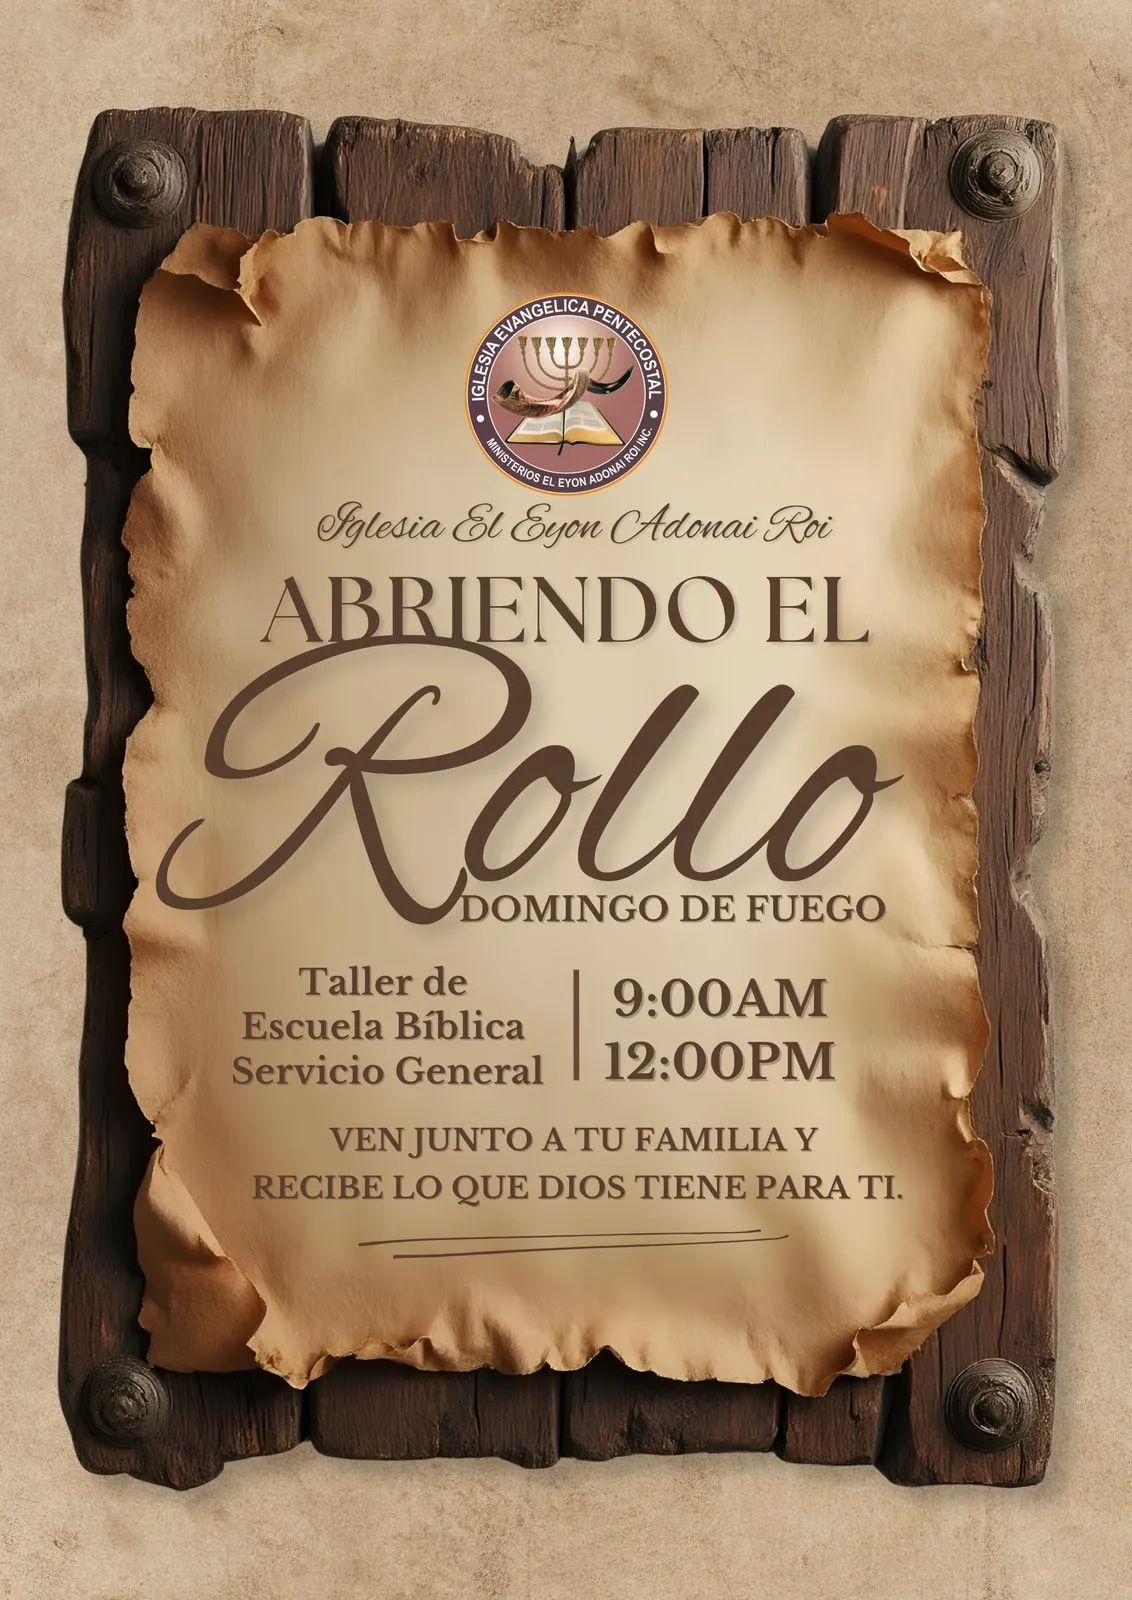 IGLESIA EVANGELICA PENTECOSTAL
MINISTERIOS EL EYON ADONAI ROI INC.
Iglesia El Eyon Adonai Roi
ABRIENDO EL
Rollo
DOMINGO DE FUEGO
Taller de
Escuela Bíblica
Servicio General
9:00AM
12:00PM
VEN JUNTO A TU FAMILIA Y
RECIBE LO QUE DIOS TIENE PARA TI.